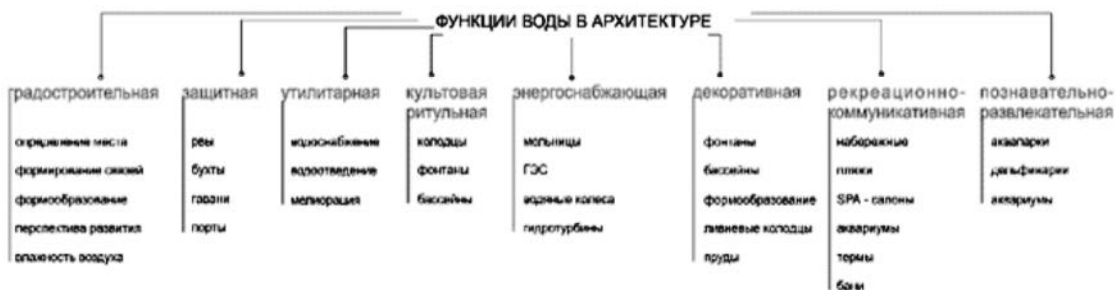 ФУНКЦИИ ВОДЫ В АРХИТЕКТУРЕ
градостроительная
определение места
формирование связей
формообразование
перспектива развития
влажность воздуха
защитная
рвы
бухты
гавани
порты
утилитарная
водоснабжение
водоотведение
мелиорация
культовая
ритульная
колодцы
фонтаны
бассейны
энергоснабжающая
мельницы
ГЭС
водяные колеса
гидротурбины
декоративная
фонтаны
бассейны
формообразование
ливневые колодцы
пруды
рекреационно-
коммуникативная
набережные
пляжи
SPA - салоны
аквариумы
термы
бани
познавательно-
развлекательная
аквапарки
дельфинарии
аквариумы